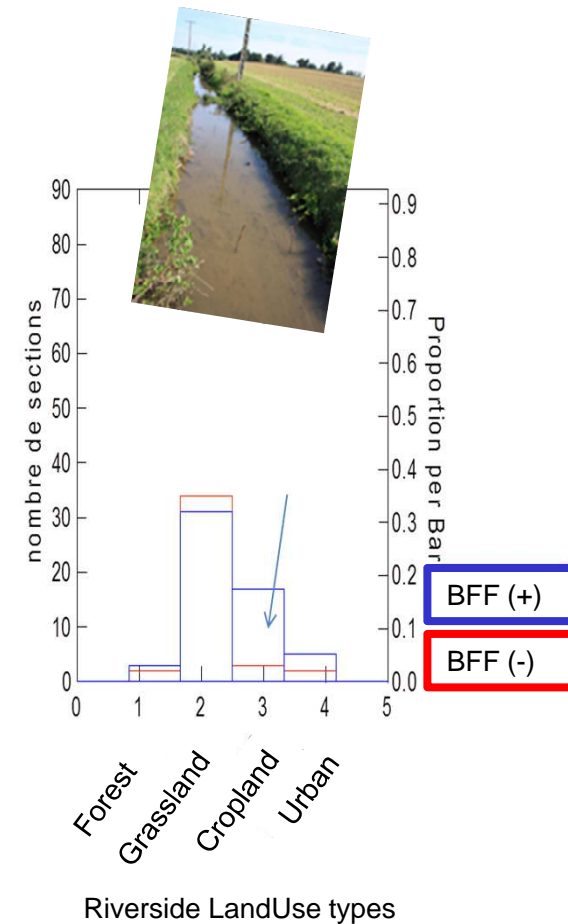 90
80
70
60
50
40
30
20
10
0
nombre de sections
0.9
0.8
0.7
0.6
0.5
0.4
0.3
0.2
0.1
0.0
Proportion per Bar
BFF (+)
BFF (-)
0 1 2 3 4 5
Forest
Grassland
Cropland
Urban
Riverside LandUse types